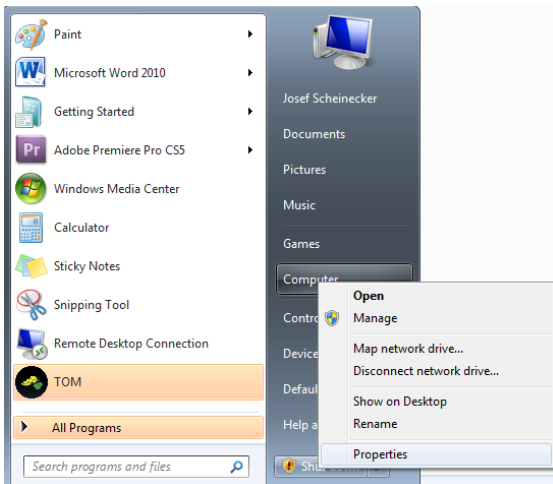 Paint
Microsoft Word 2010
Getting Started
Adobe Premiere Pro CS5
Windows Media Center
Calculator
Sticky Notes
Snipping Tool
Remote Desktop Connection
TOM
All Programs
Search programs and files
Josef Scheinecker
Documents
Pictures
Music
Games
Computer
Open
Manage
Map network drive...
Disconnect network drive...
Show on Desktop
Rename
Properties